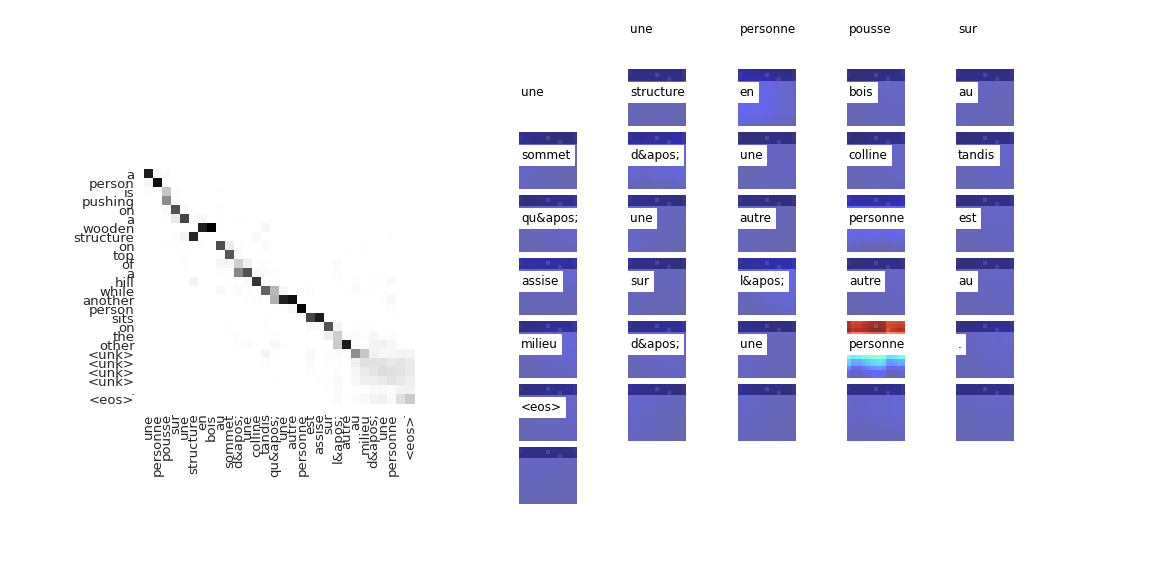 a
person
is
pushing
on
a
wooden
structure
on
top
of
a
hill
while
another
person
sits
on
the
other
<unk>
<unk>
<unk>
<unk>
.
<eos>
une
personne
pousse
sur
une
structure
en
bois
au
sommet
d&apos;
une
colline
tandis
qu&apos;
une
autre
personne
est
assise
sur
l&apos;
autre
au
milieu
d&apos;
une
personne
.
<eos>
une personne pousse sur
une structure en bois au
sommet d&apos; une colline tandis
qu&apos; une autre personne est
assise sur l&apos; autre au
milieu d&apos; une personne .
<eos>